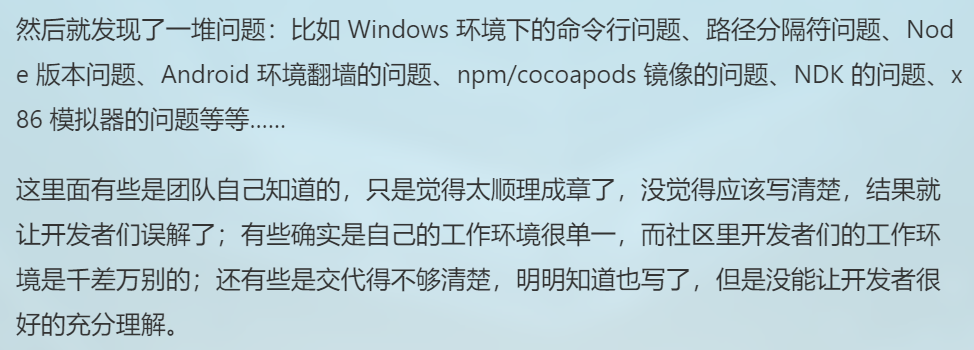 然后就发现了一堆问题：比如 Windows 环境下的命令行问题、路径分隔符问题、Nod
e 版本问题、Android 环境翻墙的问题、npm/cocoapods 镜像的问题、NDK 的问题、x
86 模拟器的问题等等……
这里面有些是团队自己知道的，只是觉得太顺理成章了，没觉得应该写清楚，结果就
让开发者们误解了；有些确实是自己的工作环境很单一，而社区里开发者们的工作环
境是千差万别的；还有些是交代得不够清楚，明明知道也写了，但是没能让开发者很
好的充分理解。